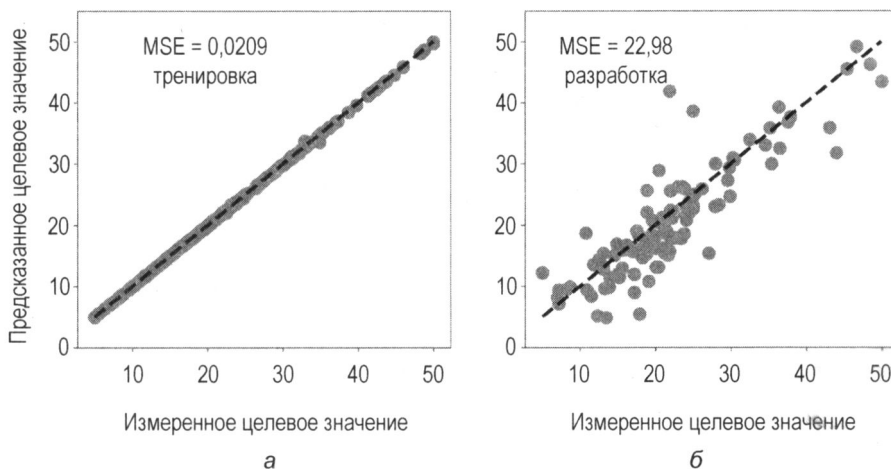 MSE = 0,0209
тренировка
Предсказанное целевое значение
50
40
30
20
10
0
10 20 30 40 50
Измеренное целевое значение
а
MSE = 22,98
разработка
50
40
30
20
10
0
10 20 30 40 50
Измеренное целевое значение
б